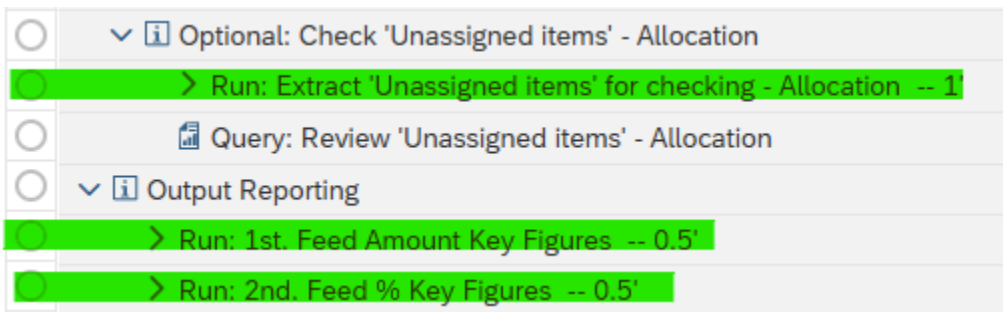 Optional: Check 'Unassigned items' - Allocation
Run: Extract 'Unassigned items' for checking - Allocation -- 1'
Query: Review 'Unassigned items' - Allocation
Output Reporting
Run: 1st. Feed Amount Key Figures -- 0.5'
Run: 2nd. Feed % Key Figures -- 0.5'